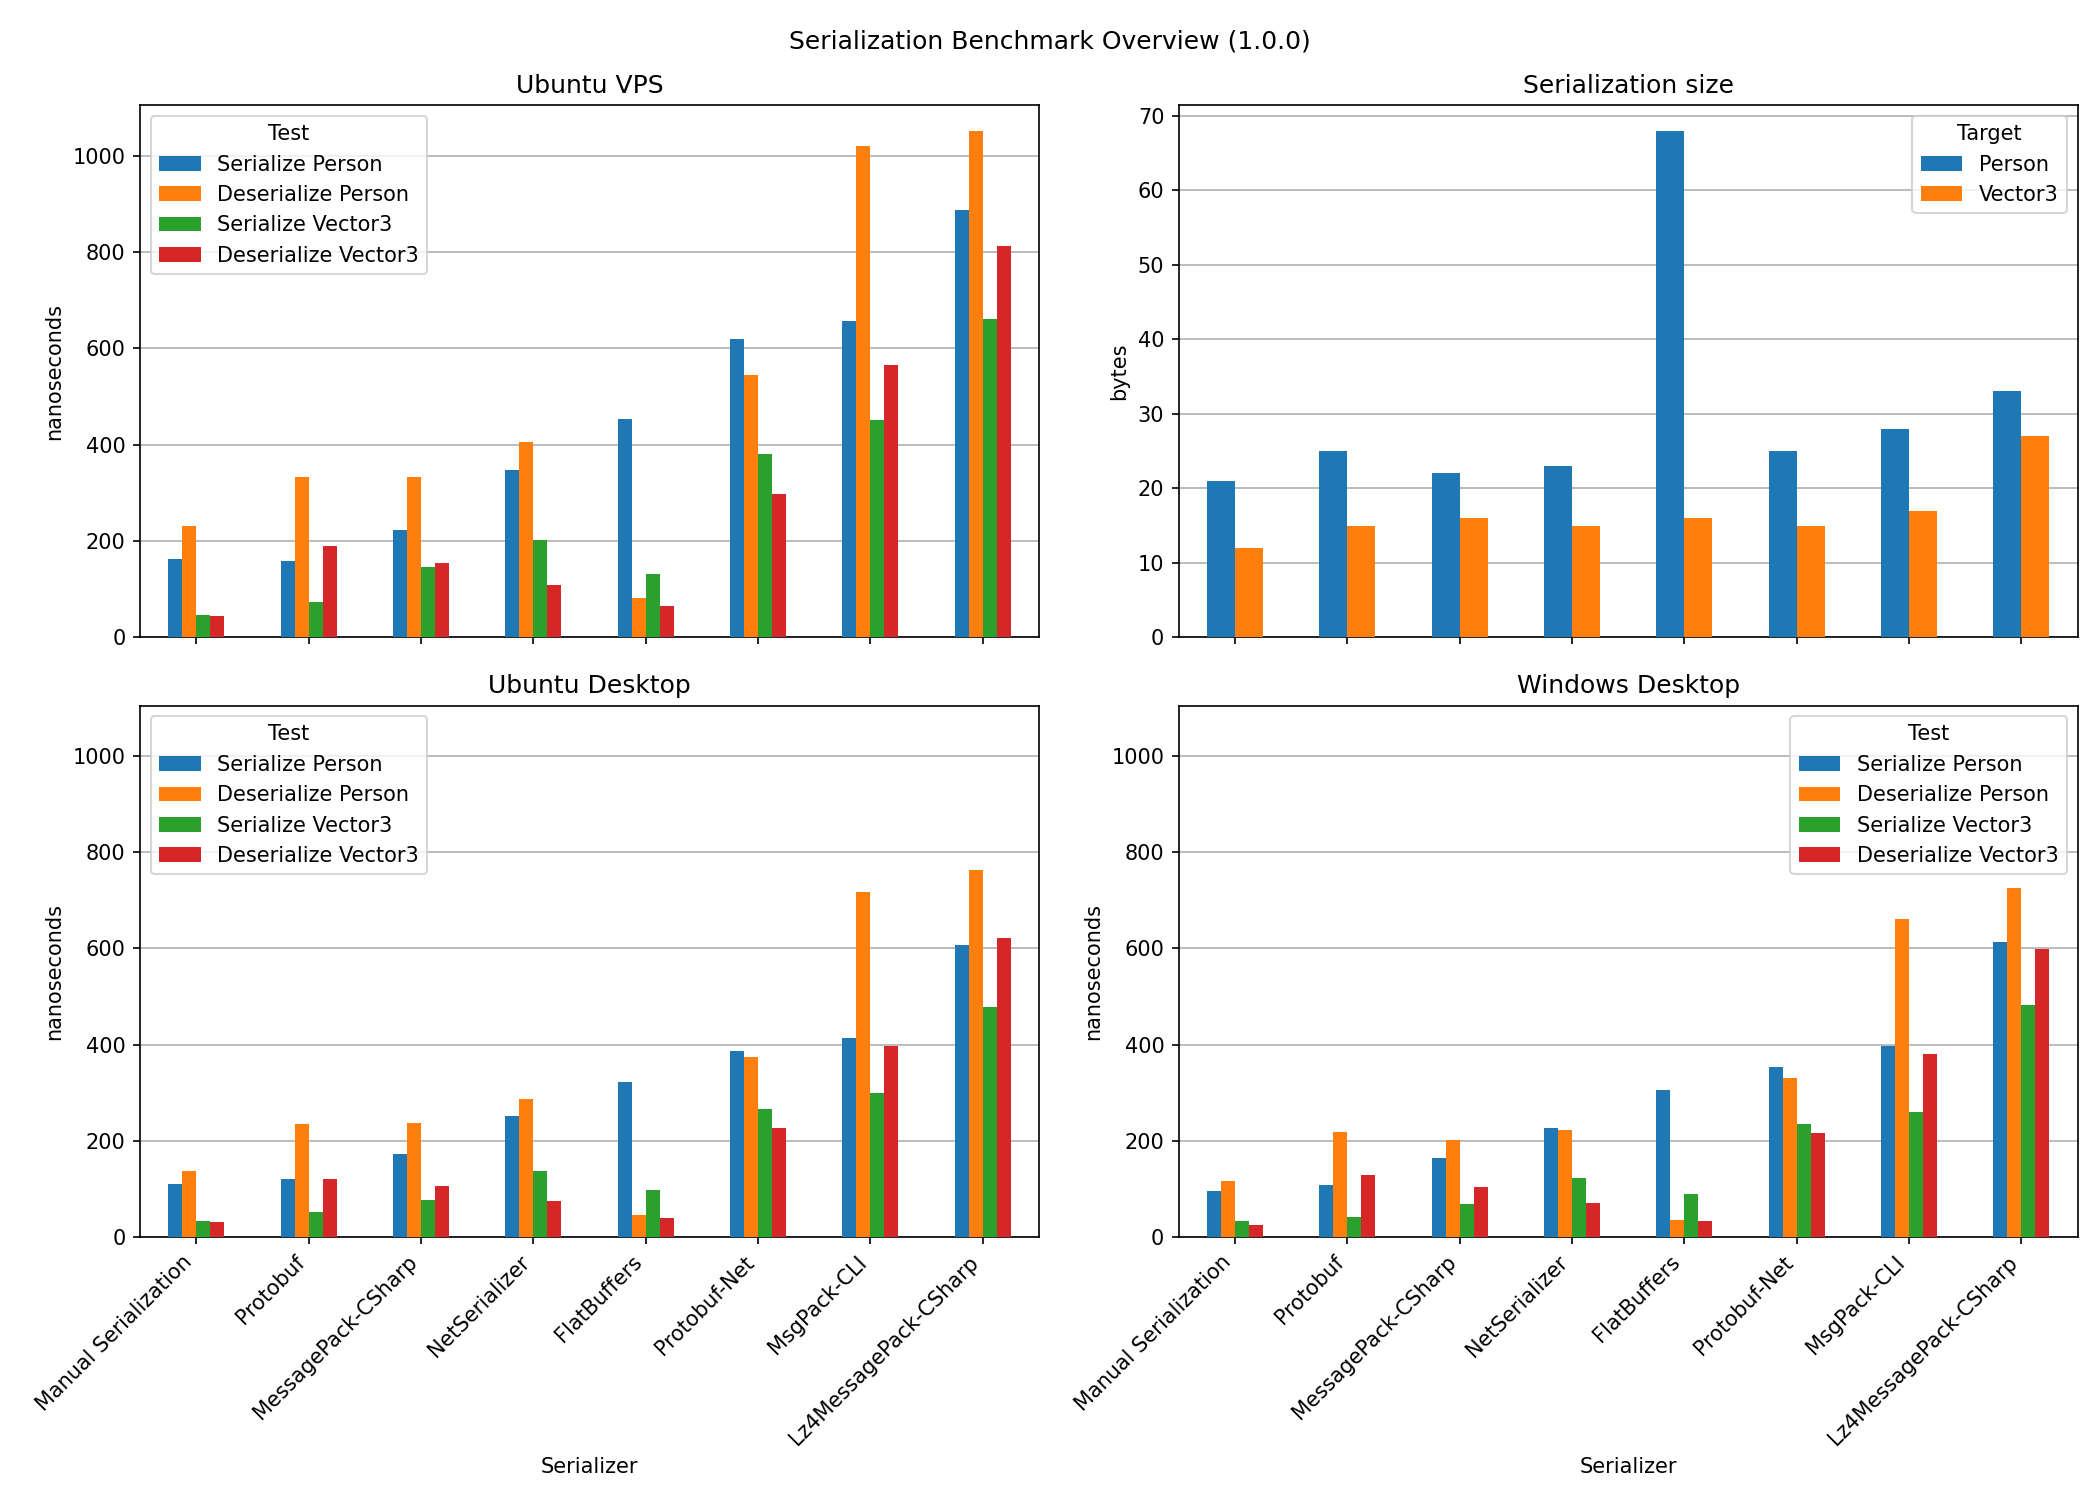 Serialization Benchmark Overview (1.0.0)
Ubuntu VPS
nanoseconds
1000
800
600
400
200
0
Test
Serialize Person
Deserialize Person
Serialize Vector3
Deserialize Vector3
Serialization size
bytes
70
60
50
40
30
20
10
0
Target
Person
Vector3
Ubuntu Desktop
nanoseconds
1000
800
600
400
200
0
Test
Serialize Person
Deserialize Person
Serialize Vector3
Deserialize Vector3
Manual Serialization
Protobuf
MessagePack-CSharp
NetSerializer
FlatBuffers
Protobuf-Net
MsgPack-CLI
Lz4MessagePack-CSharp
Serializer
Windows Desktop
nanoseconds
1000
800
600
400
200
0
Test
Serialize Person
Deserialize Person
Serialize Vector3
Deserialize Vector3
Manual Serialization
Protobuf
MessagePack-CSharp
NetSerializer
FlatBuffers
Protobuf-Net
MsgPack-CLI
Lz4MessagePack-CSharp
Serializer